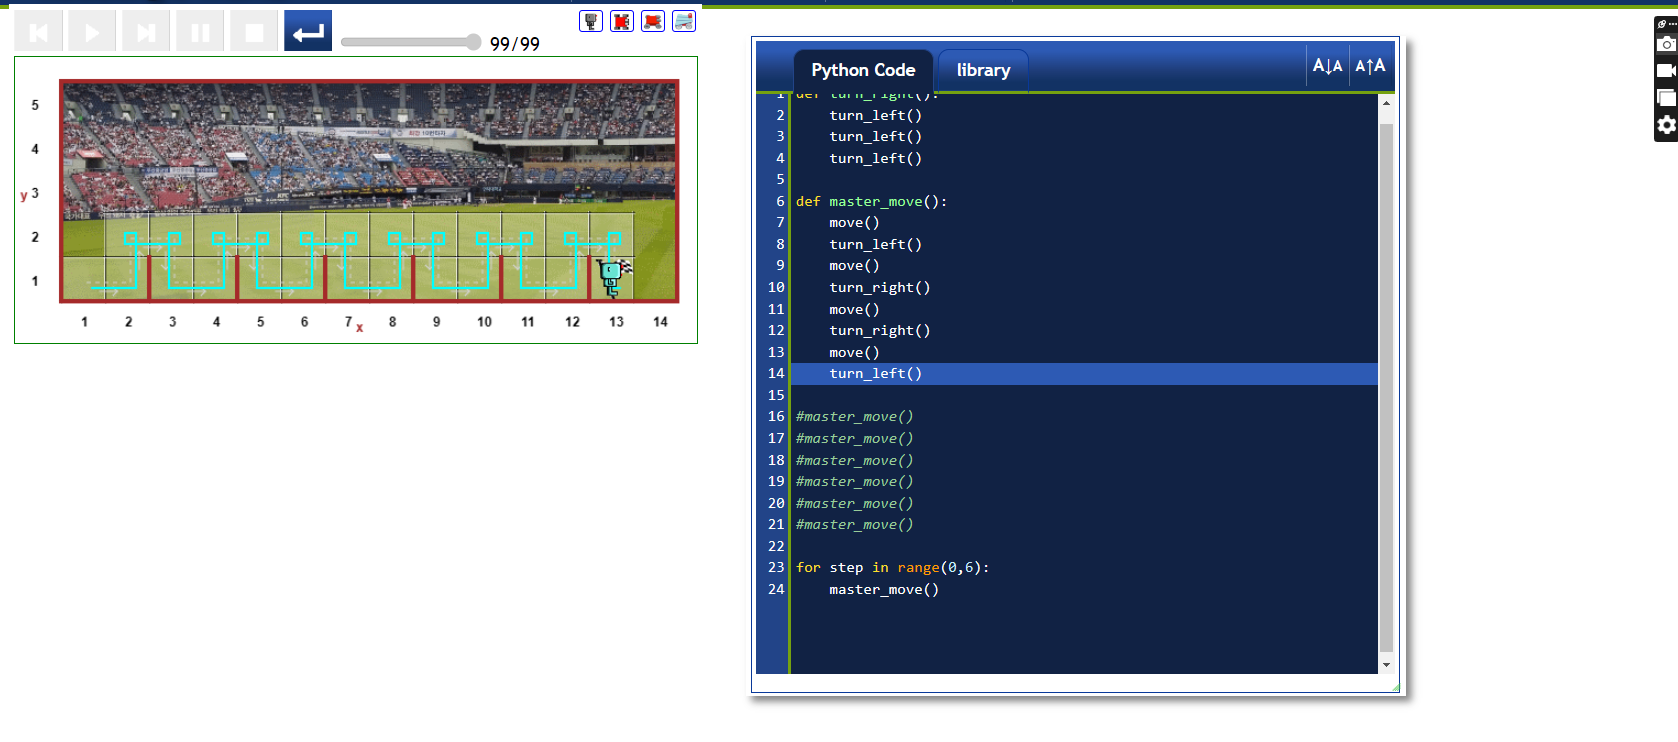 99/99
Python Code
library
A↓A
A↑A
5
4
y 3
2
1
1 2 3 4 5 6 7 x 8 9 10 11 12 13 14
1 def turn_right():
2 turn_left()
3 turn_left()
4 turn_left()
5
6 def master_move():
7 move()
8 turn_left()
9 move()
10 turn_right()
11 move()
12 turn_right()
13 move()
14 turn_left()
15
16 #master_move()
17 #master_move()
18 #master_move()
19 #master_move()
20 #master_move()
21 #master_move()
22
23 for step in range(0,6):
24 master_move()